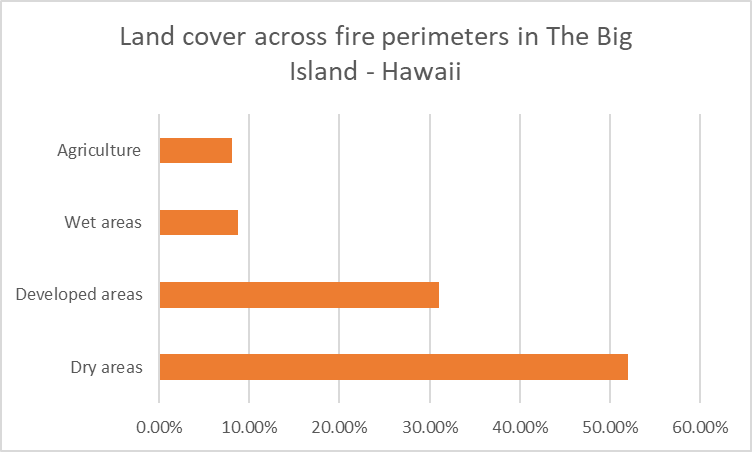 Land cover across fire perimeters in The Big
Island - Hawaii
Agriculture
Wet areas
Developed areas
Dry areas
0.00% 10.00% 20.00% 30.00% 40.00% 50.00% 60.00%